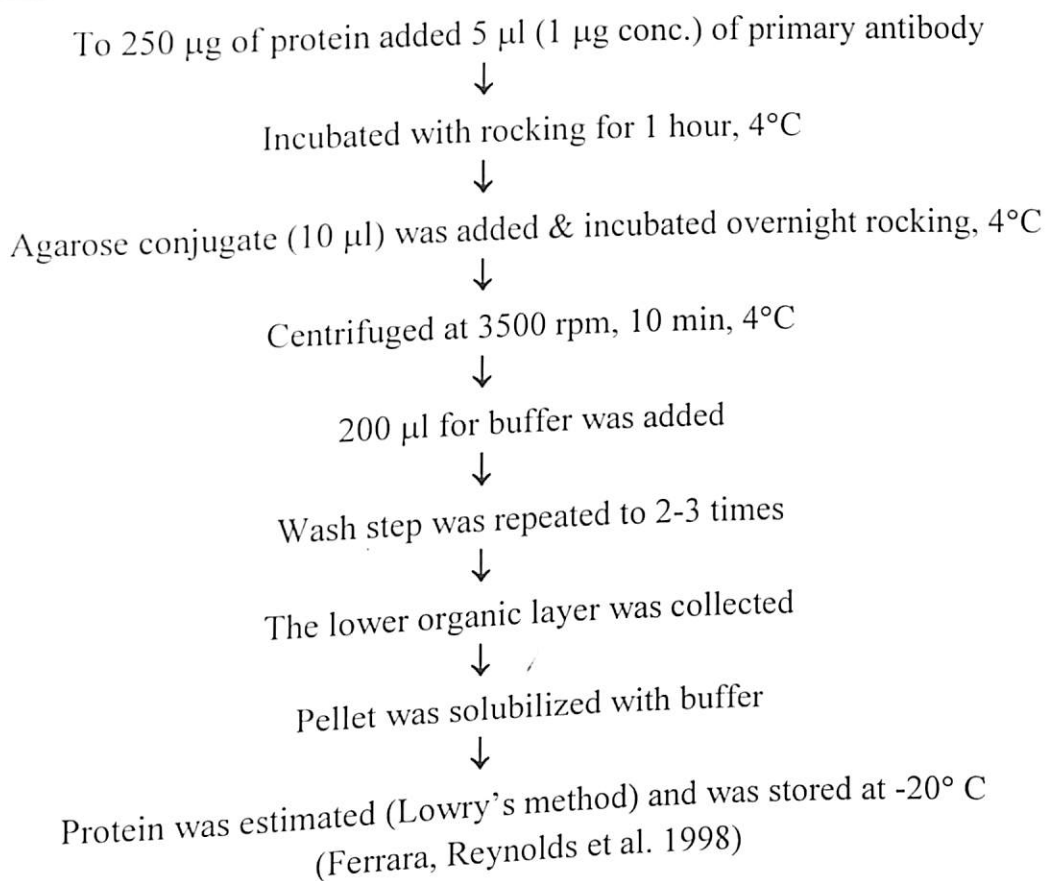 To 250 µg of protein added 5 µl (1 µg conc.) of primary antibody
↓
Incubated with rocking for 1 hour, 4°C
↓
Agarose conjugate (10 µl) was added & incubated overnight rocking, 4°C
↓
Centrifuged at 3500 rpm, 10 min, 4°C
↓
200 µl for buffer was added
↓
Wash step was repeated to 2-3 times
↓
The lower organic layer was collected
↓
Pellet was solubilized with buffer
↓
Protein was estimated (Lowry's method) and was stored at -20° C
(Ferrara, Reynolds et al. 1998)